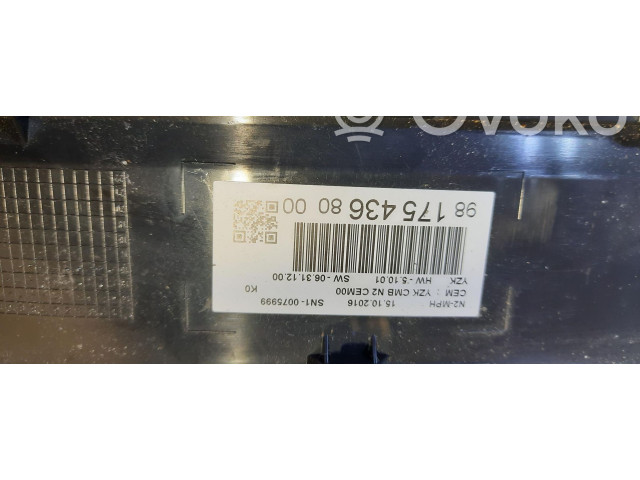 N2-MPH
15.10.2016 SN1- 0075999
CEM : YZK CMB N2 CEM00 K0
HW -5.10.01 SW - 06.31.12.00
YZK
98 175 436 80 00